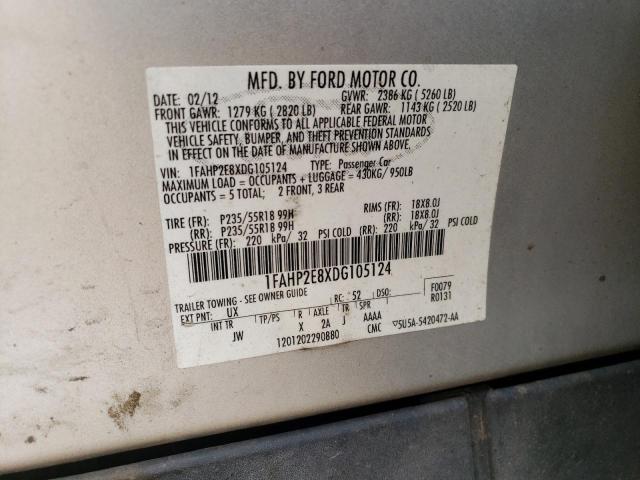 MFD. BY FORD MOTOR CO.
DATE: 02/12 GVWR: 2386 KG ( 5260 LB)
FRONT GAWR: 1279 KG ( 2820 LB) REAR GAWR: 1143 KG ( 2520 LB)
THIS VEHICLE CONFORMS TO ALL APPLICABLE FEDERAL MOTOR
VEHICLE SAFETY, BUMPER, AND THEFT PREVENTION STANDARDS
IN EFFECT ON THE DATE OF MANUFACTURE SHOWN ABOVE.
VIN: 1FAHP2E8XDG105124 TYPE: Passenger Car
MAXIMUM LOAD = OCCUPANTS + LUGGAGE = 430KG/ 950LB
OCCUPANTS = 5 TOTAL; 2 FRONT, 3 REAR
TIRE (FR): P235/55R18 99H RIMS (FR): 18X8.0J
(RR): P235/55R18 99H (RR): 18X8.0J
PRESSURE (FR): 220 kPa/ 32 PSI COLD (RR): 220 kPa/ 32 PSI COLD
1FAHP2E8XDG105124
TRAILER TOWING - SEE OWNER GUIDE F0079
EXT PNT: UX RC: 52 DSO: R0131
INT TR TP/PS R AXLE TR SPR
JW X 2A J AAAA
1201202290880 CMC ▽5U5A-5420472-AA